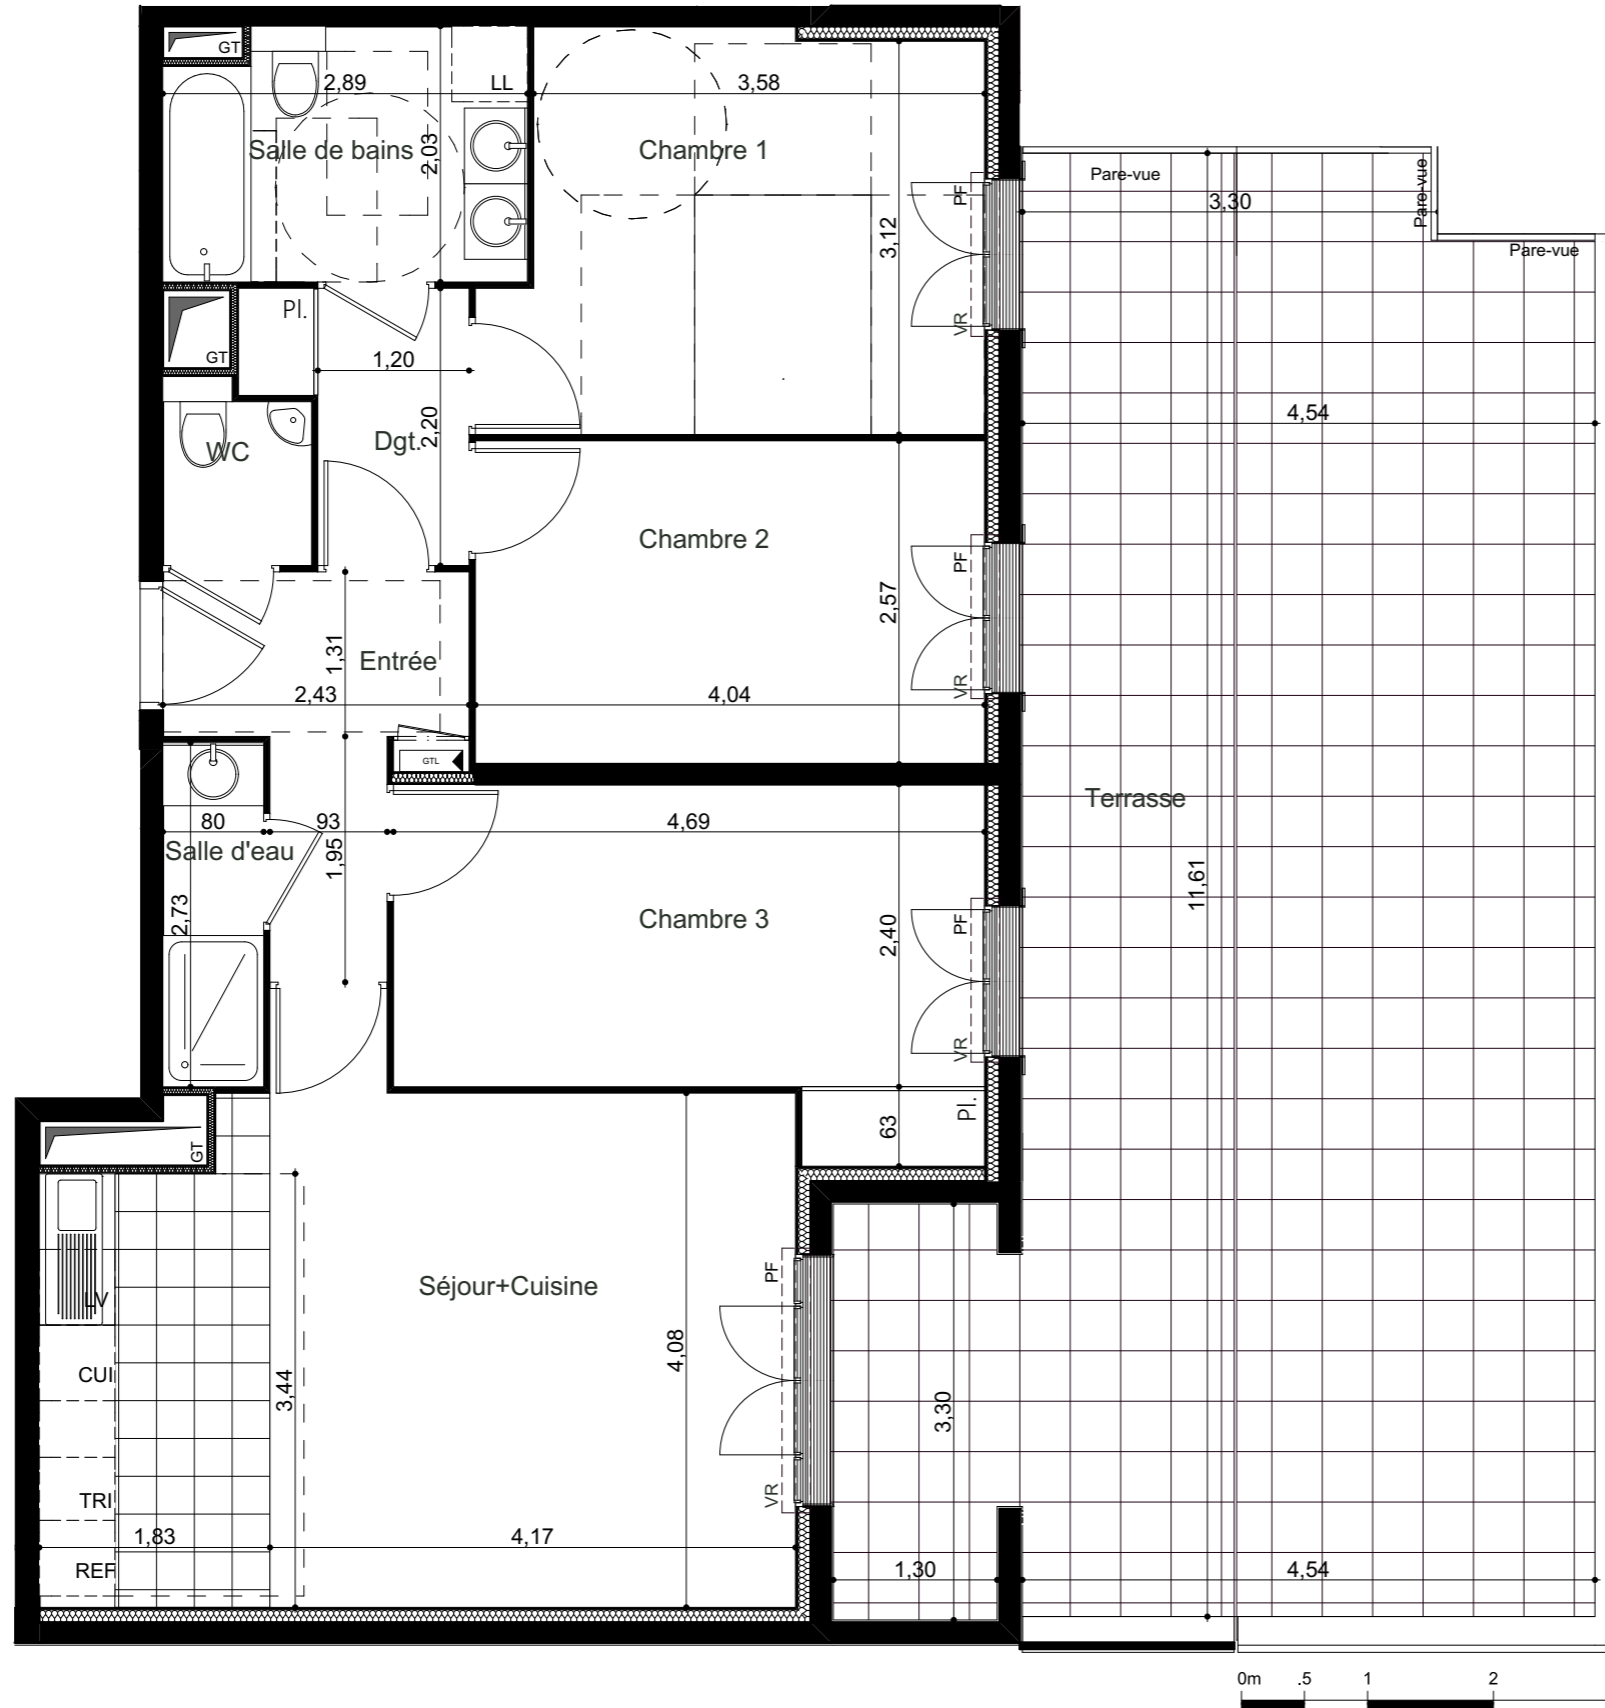 GT
2,89
LL
3,58
Salle de bains
2,03
Chambre 1
Pare-vue
Pare-vue
3,30
Pare-vue
PF
3,12
VR
Pl.
GT
1,20
4,54
WC
Dgt.
2,20
Chambre 2
PF
2,57
VR
1,31
Entrée
2,43
4,04
GTL
Terrasse
80
93
4,69
Salle d'eau
1,95
2,73
11,61
Chambre 3
PF
2,40
VR
63
Pl.
GT
Séjour+Cuisine
PF
LV
4,08
CUI
3,44
3,30
VR
TRI
1,83
4,17
REF
1,30
4,54
0m .5 1 2